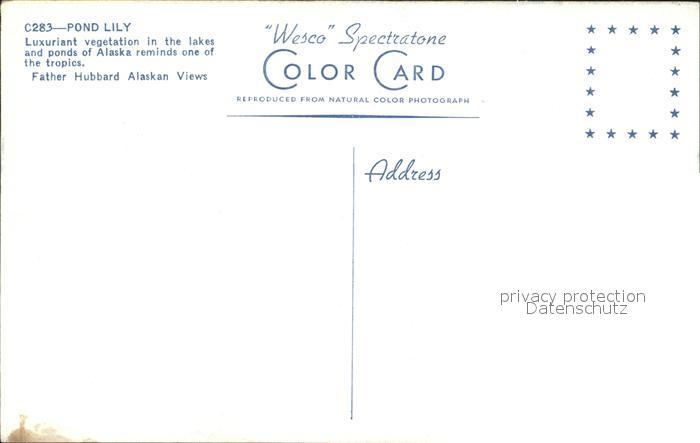 C283—POND LILY
Luxuriant vegetation in the lakes
and ponds of Alaska reminds one of
the tropics.
Father Hubbard Alaskan Views
"Wesco" Spectratone
COLOR CARD
REPRODUCED FROM NATURAL COLOR PHOTOGRAPH
Address
privacy protection
Datenschutz